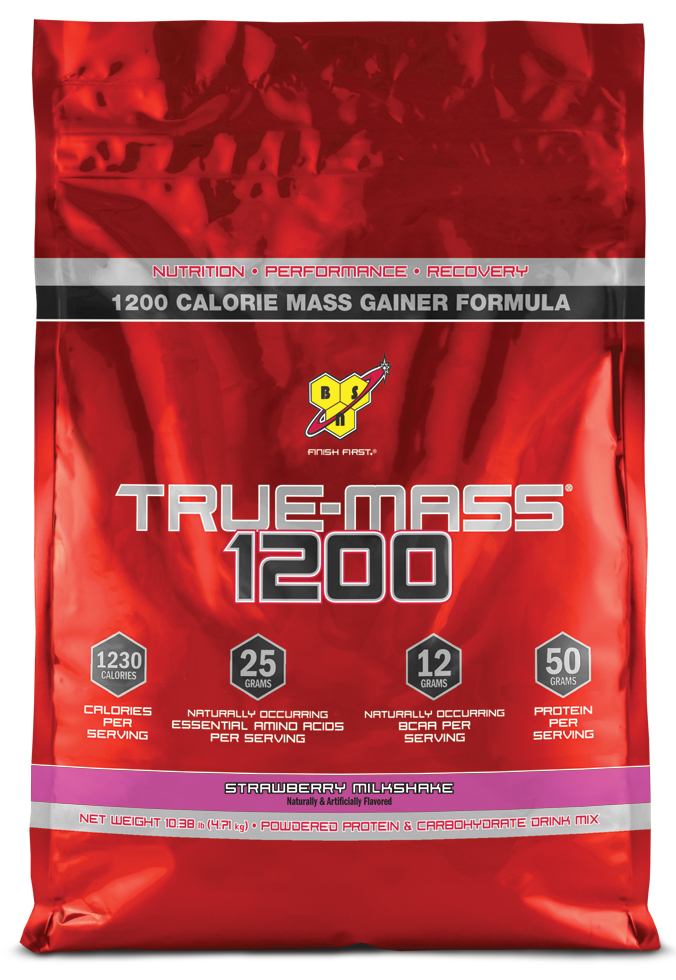 NUTRITION • PERFORMANCE • RECOVERY
1200 CALORIE MASS GAINER FORMULA
B S
N
FINISH FIRST.®
TRUE-MASS®
1200
1230
CALORIES
CALORIES
PER
SERVING
25
GRAMS
NATURALLY OCCURRING
ESSENTIAL AMINO ACIDS
PER SERVING
12
GRAMS
NATURALLY OCCURRING
BCAA PER
SERVING
50
GRAMS
PROTEIN
PER
SERVING
STRAWBERRY MILKSHAKE
Naturally & Artificially Flavored
NET WEIGHT 10.38 lb (4.71 kg) • POWDERED PROTEIN & CARBOHYDRATE DRINK MIX